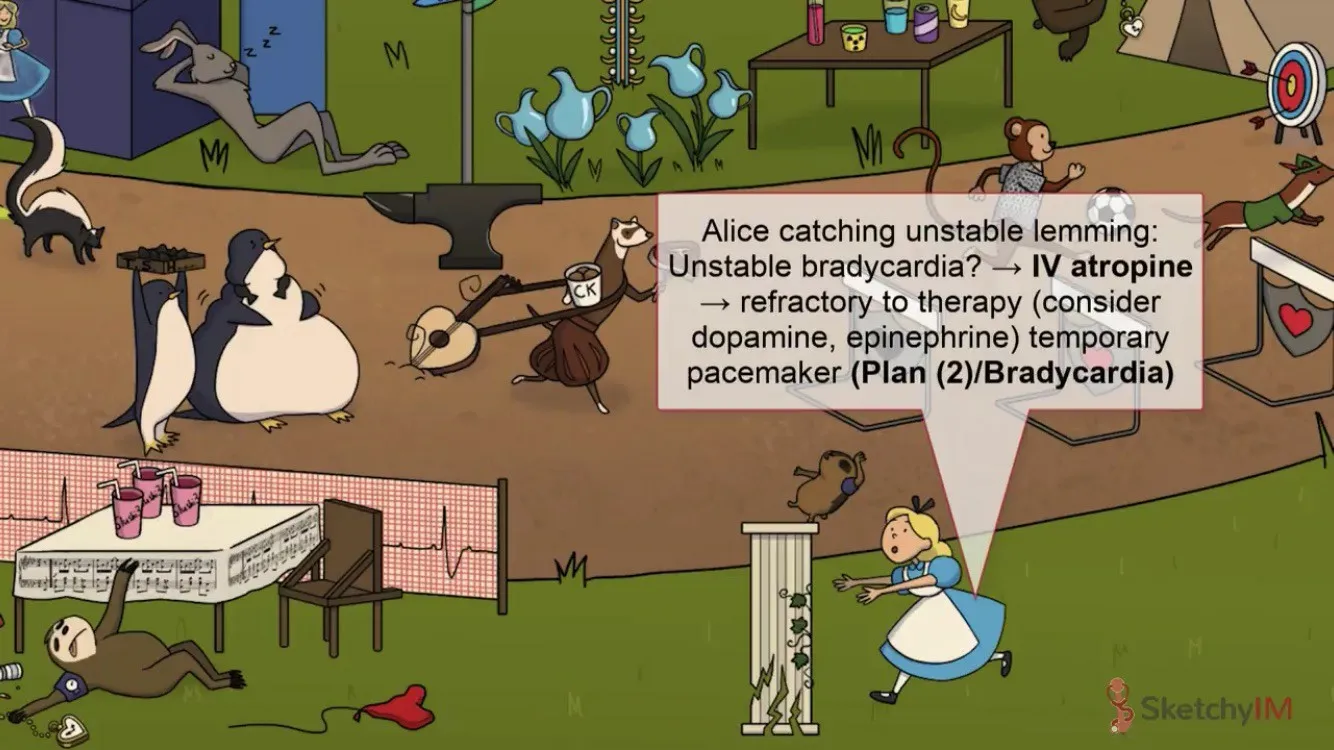 z z z
Alice catching unstable lemming:
Unstable bradycardia? → IV atropine
→ refractory to therapy (consider
dopamine, epinephrine) temporary
pacemaker (Plan (2)/Bradycardia)
CK
SketchyIM